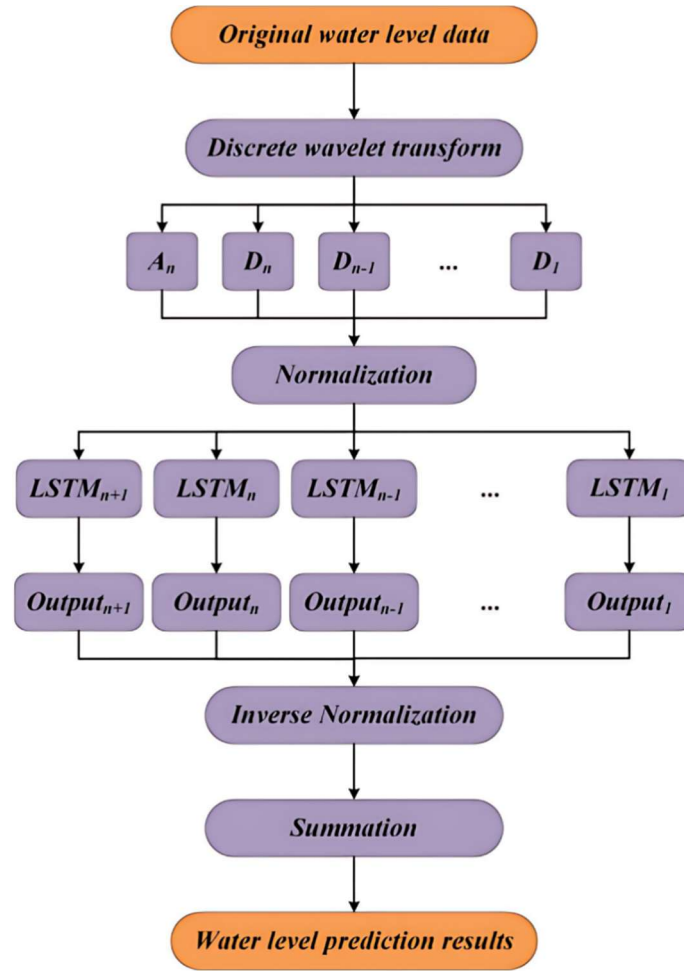 Original water level data
Discrete wavelet transform
Aₙ Dₙ Dₙ₋₁ ... D₁
Normalization
LSTMₙ₊₁ LSTMₙ LSTMₙ₋₁ ... LSTM₁
Outputₙ₊₁ Outputₙ Outputₙ₋₁ ... Output₁
Inverse Normalization
Summation
Water level prediction results